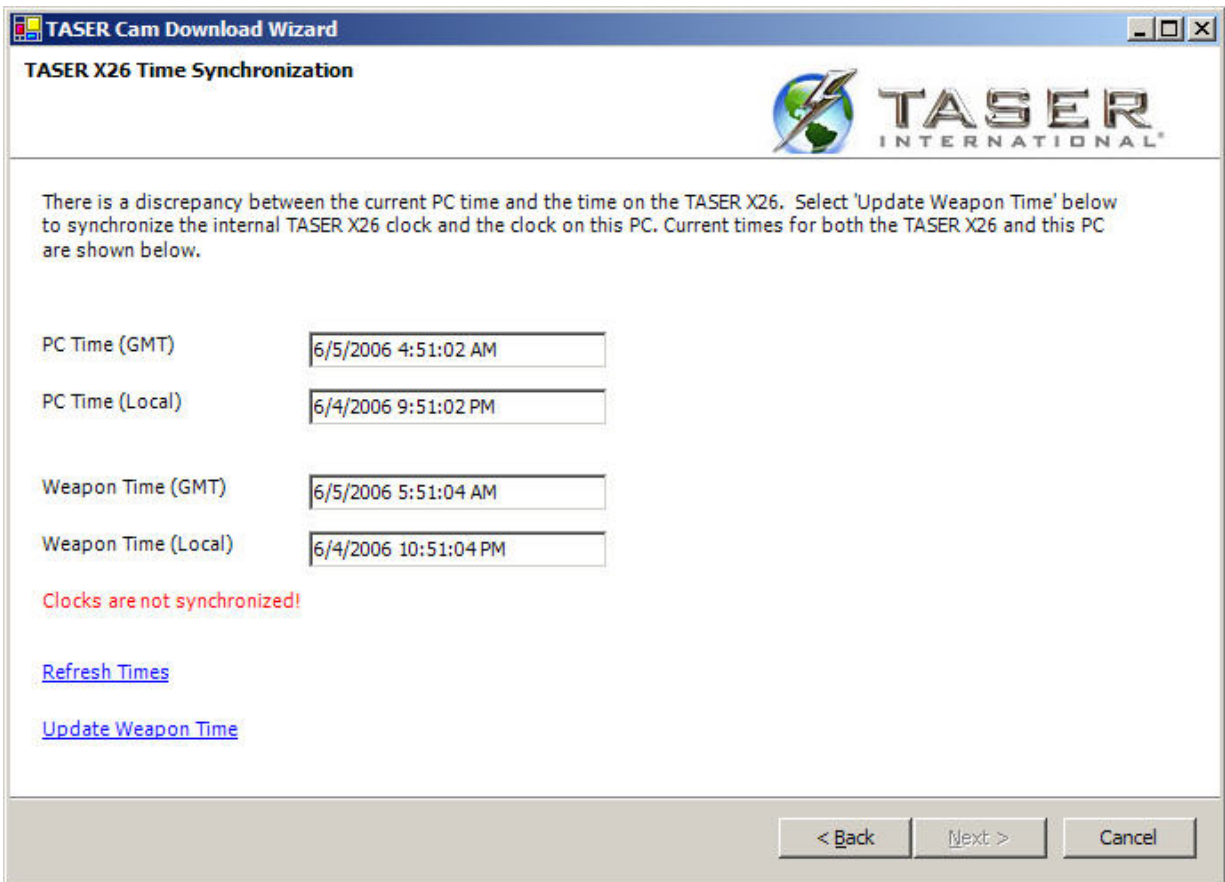 TASER Cam Download Wizard
TASER X26 Time Synchronization
TASER
INTERNATIONAL®
There is a discrepancy between the current PC time and the time on the TASER X26.  Select 'Update Weapon Time' below
to synchronize the internal TASER X26 clock and the clock on this PC. Current times for both the TASER X26 and this PC
are shown below.
PC Time (GMT) 6/5/2006 4:51:02 AM
PC Time (Local) 6/4/2006 9:51:02 PM
Weapon Time (GMT) 6/5/2006 5:51:04 AM
Weapon Time (Local) 6/4/2006 10:51:04 PM
Clocks are not synchronized!
Refresh Times
Update Weapon Time
< Back Next > Cancel